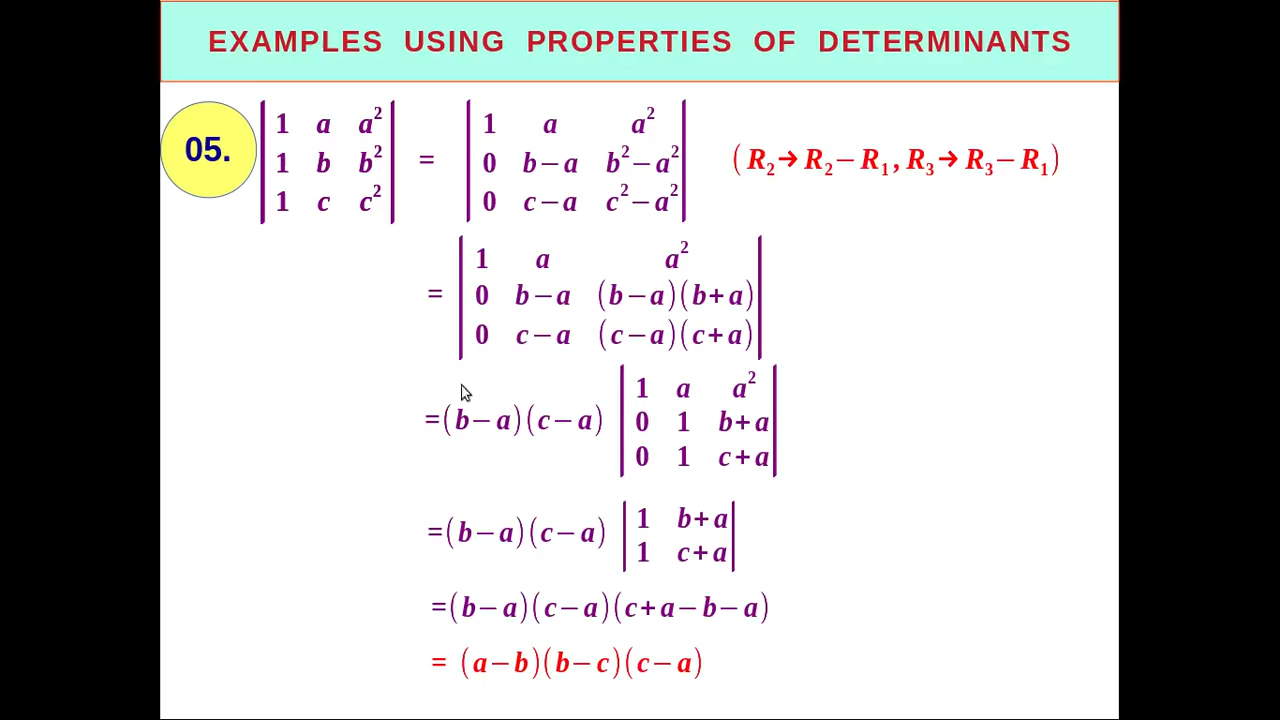 EXAMPLES USING PROPERTIES OF DETERMINANTS
05. | 1 a a² | = | 1 a a² | (R₂→R₂−R₁, R₃→R₃−R₁)
| 1 b b² | | 0 b−a b²−a² |
| 1 c c² | | 0 c−a c²−a² |
= | 1 a a² |
| 0 b−a (b−a)(b+a) |
| 0 c−a (c−a)(c+a) |
=(b−a)(c−a) | 1 a a² |
| 0 1 b+a |
| 0 1 c+a |
=(b−a)(c−a) | 1 b+a |
| 1 c+a |
=(b−a)(c−a)(c+a−b−a)
= (a−b)(b−c)(c−a)